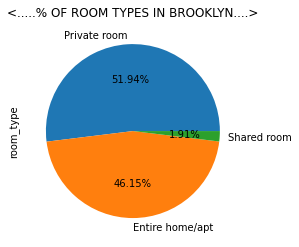 <.....% OF ROOM TYPES IN BROOKLYN....>
Private room
51.94%
room_type
1.91%
Shared room
46.15%
Entire home/apt